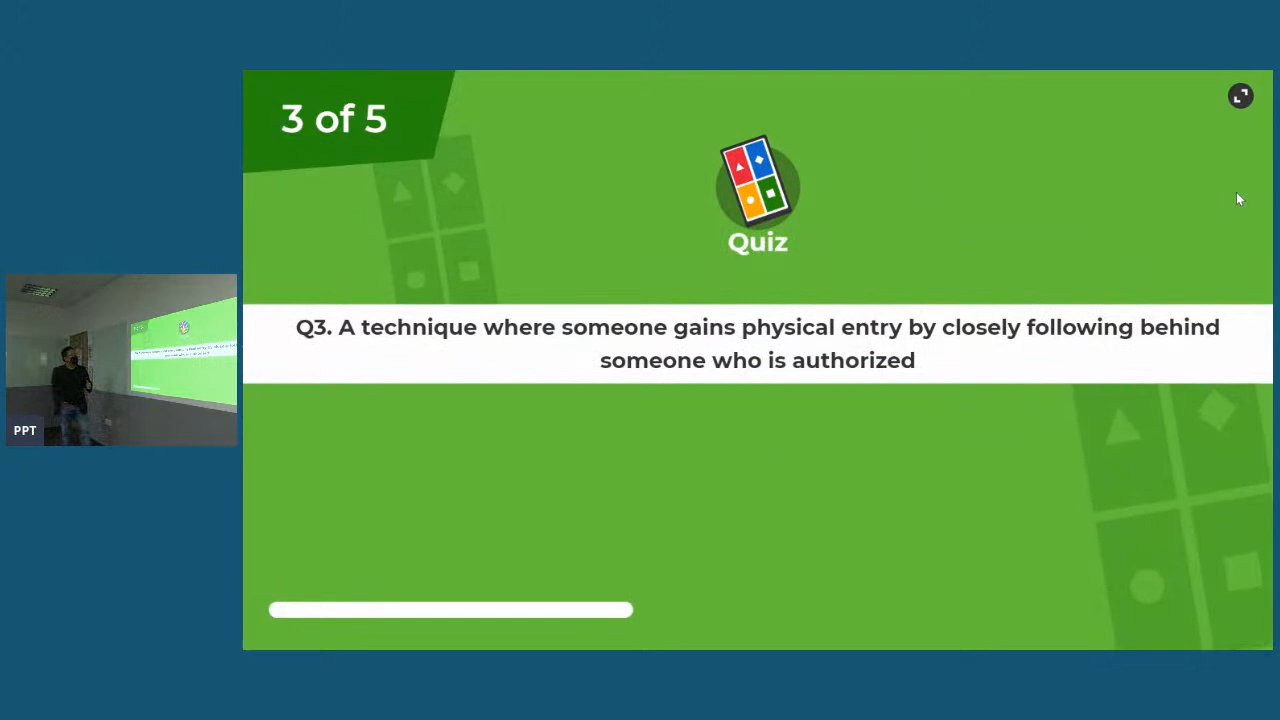 3 of 5
Quiz
Q3. A technique where someone gains physical entry by closely following behind
someone who is authorized
PPT